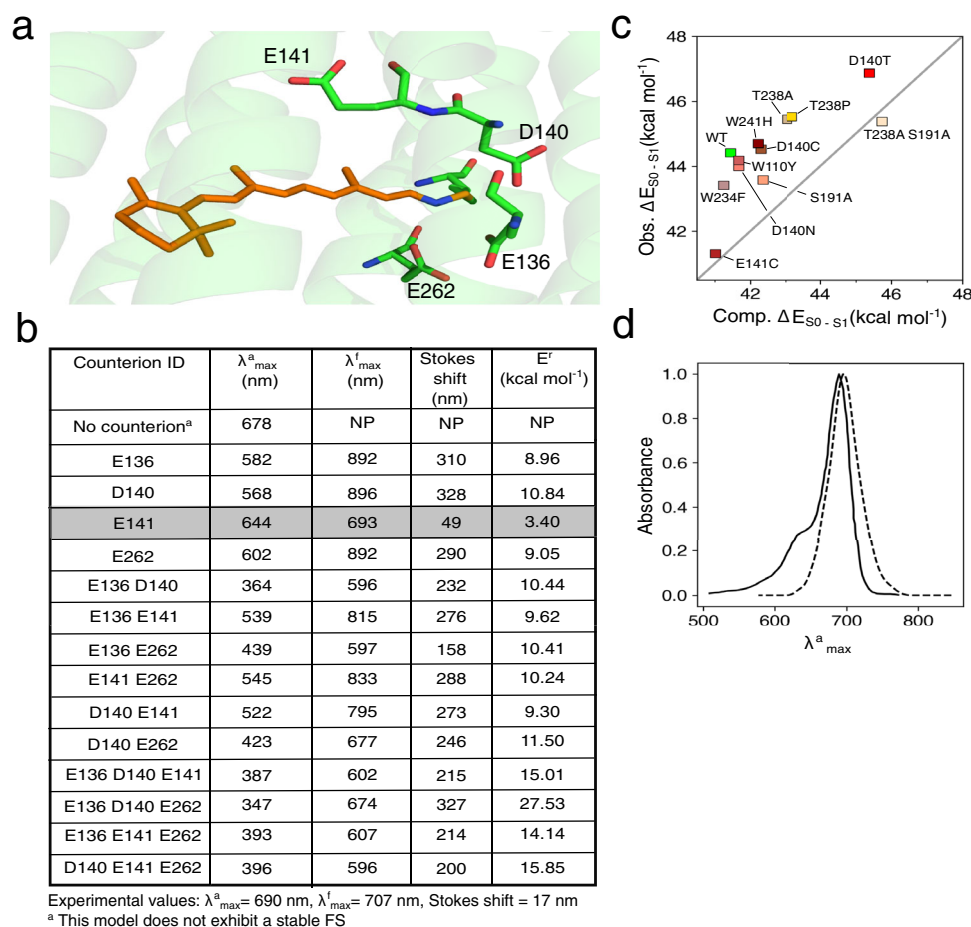 a
E141
D140
E136
E262
b
Counterion ID | λᵃmax (nm) | λᶠmax (nm) | Stokes shift (nm) | Eʳ (kcal mol⁻¹)
No counterionᵃ | 678 | NP | NP | NP
E136 | 582 | 892 | 310 | 8.96
D140 | 568 | 896 | 328 | 10.84
E141 | 644 | 693 | 49 | 3.40
E262 | 602 | 892 | 290 | 9.05
E136 D140 | 364 | 596 | 232 | 10.44
E136 E141 | 539 | 815 | 276 | 9.62
E136 E262 | 439 | 597 | 158 | 10.41
E141 E262 | 545 | 833 | 288 | 10.24
D140 E141 | 522 | 795 | 273 | 9.30
D140 E262 | 423 | 677 | 246 | 11.50
E136 D140 E141 | 387 | 602 | 215 | 15.01
E136 D140 E262 | 347 | 674 | 327 | 27.53
E136 E141 E262 | 393 | 607 | 214 | 14.14
D140 E141 E262 | 396 | 596 | 200 | 15.85
Experimental values: λᵃmax= 690 nm, λᶠmax= 707 nm, Stokes shift = 17 nm
ᵃ This model does not exhibit a stable FS
c
Obs. ΔE S0 - S1 (kcal mol⁻¹)
48
46
44
42
D140T
T238A
T238P
W241H
T238A S191A
WT
D140C
W110Y
W234F
S191A
D140N
E141C
42 44 46 48
Comp. ΔE S0 - S1 (kcal mol⁻¹)
d
Absorbance
1.0
0.8
0.6
0.4
0.2
0.0
500 600 700 800
λᵃmax